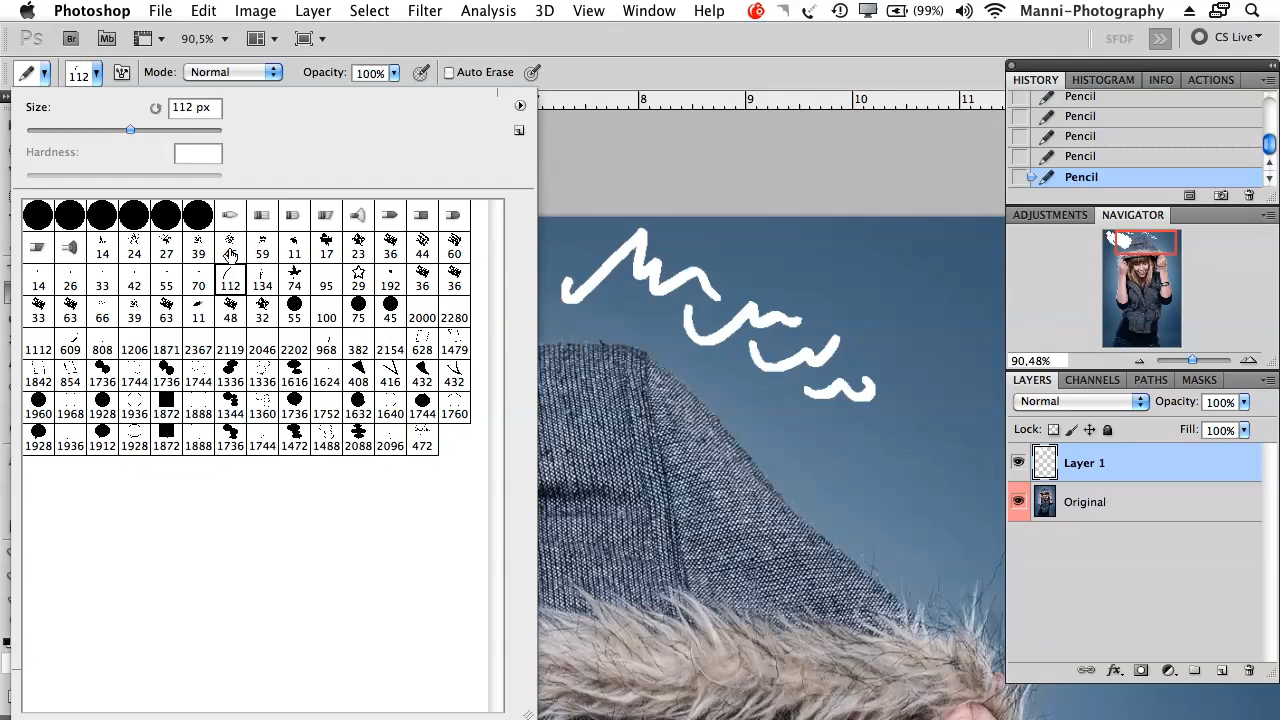 Photoshop File Edit Image Layer Select Filter Analysis 3D View Window Help (99%) Manni-Photography
Ps Br Mb 90,5% SFDF CS Live
112 Mode: Normal Opacity: 100% Auto Erase
Size: 112 px
Hardness:
14 24 27 39 59 11 17 23 36 44 60
14 26 33 42 55 70 112 134 74 95 29 192 36 36
33 63 66 39 63 11 48 32 55 100 75 45 2000 2280
1112 609 808 1206 1871 2367 2119 2046 2202 968 382 2154 628 1479
1842 854 1736 1744 1736 1744 1336 1336 1616 1624 408 416 432 432
1960 1968 1928 1936 1872 1888 1344 1360 1736 1752 1632 1640 1744 1760
1928 1936 1912 1928 1872 1888 1736 1744 1472 1488 2088 2096 472
8 9 10 11
HISTORY HISTOGRAM INFO ACTIONS
Pencil
Pencil
Pencil
Pencil
Pencil
ADJUSTMENTS NAVIGATOR
90,48%
LAYERS CHANNELS PATHS MASKS
Normal Opacity: 100%
Lock: Fill: 100%
Layer 1
Original